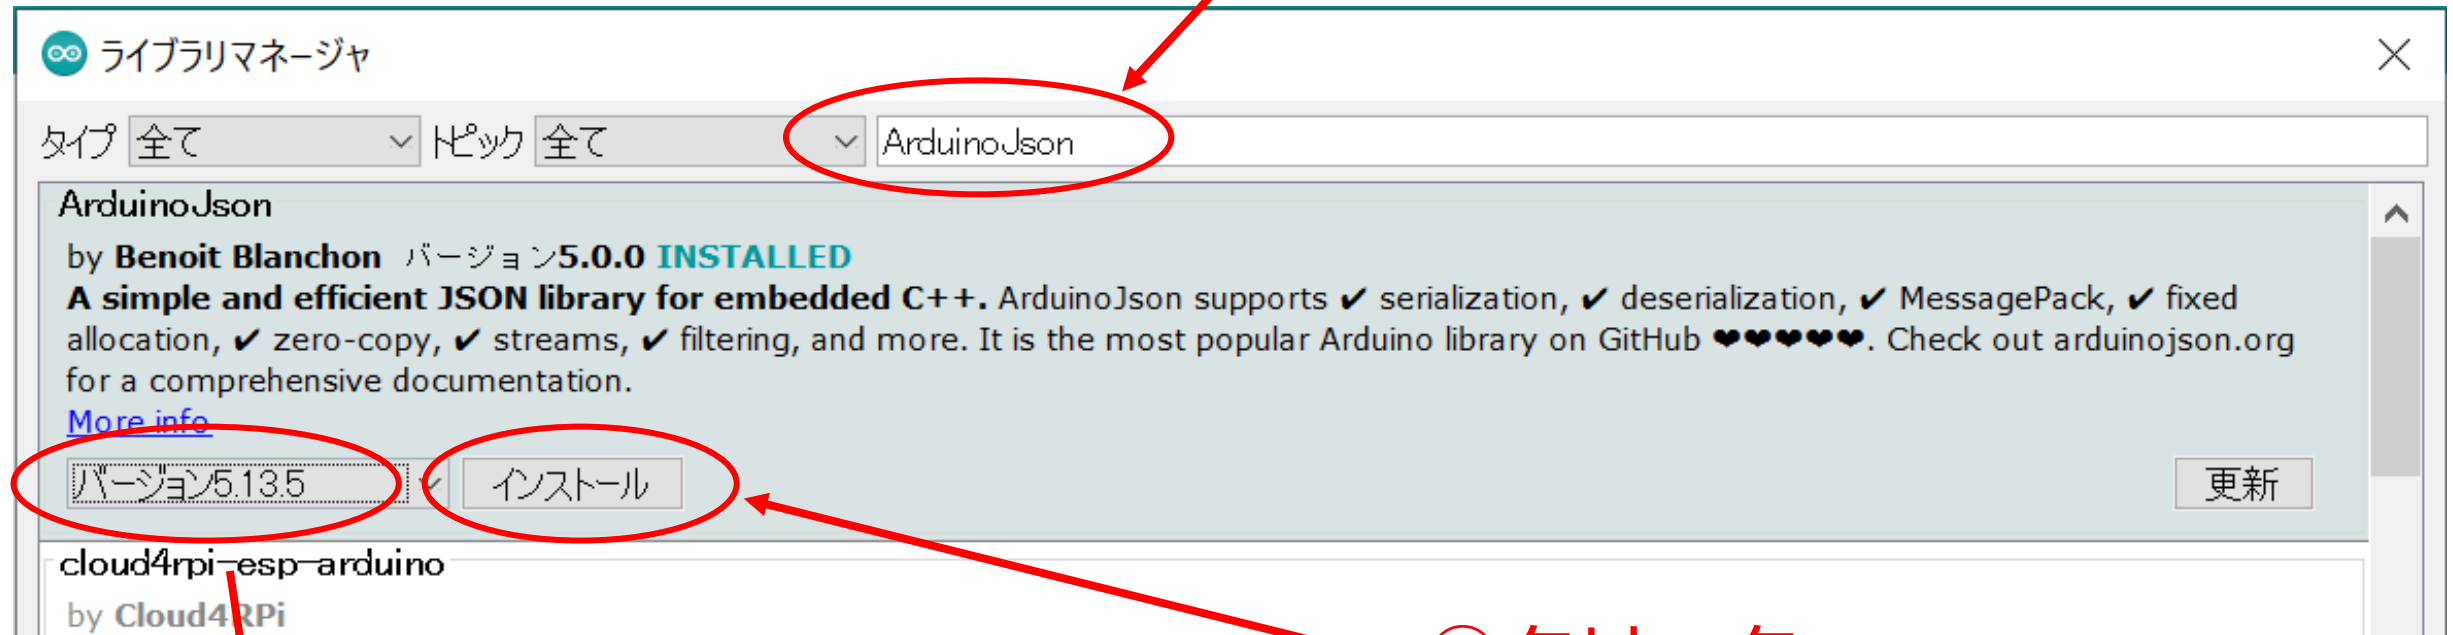 ライブラリマネージャ
タイプ 全て トピック 全て ArduinoJson
ArduinoJson
by Benoit Blanchon バージョン5.0.0 INSTALLED
A simple and efficient JSON library for embedded C++. ArduinoJson supports ✔ serialization, ✔ deserialization, ✔ MessagePack, ✔ fixed
allocation, ✔ zero-copy, ✔ streams, ✔ filtering, and more. It is the most popular Arduino library on GitHub ❤❤❤❤❤. Check out arduinojson.org
for a comprehensive documentation.
More info
バージョン5.13.5 インストール 更新
cloud4rpi-esp-arduino
by Cloud4RPi